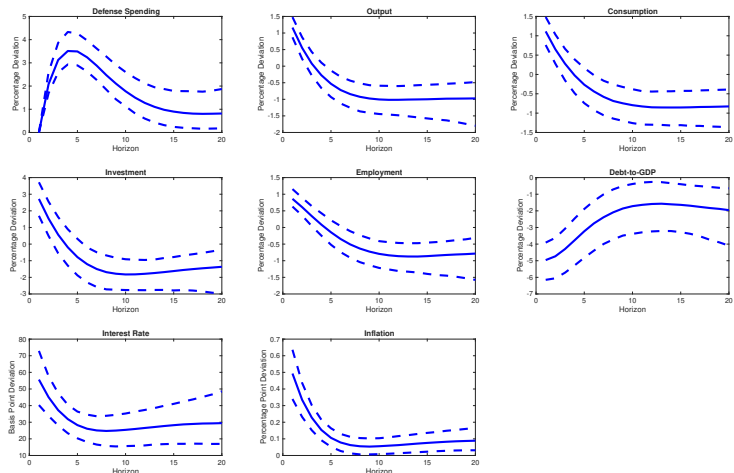 Defense Spending
Percentage Deviation
5
4
3
2
1
0
0 5 10 15 20
Horizon
Output
Percentage Deviation
1.5
1
0.5
0
-0.5
-1
-1.5
-2
0 5 10 15 20
Horizon
Consumption
Percentage Deviation
1.5
1
0.5
0
-0.5
-1
-1.5
0 5 10 15 20
Horizon
Investment
Percentage Deviation
4
3
2
1
0
-1
-2
-3
0 5 10 15 20
Horizon
Employment
Percentage Deviation
1.5
1
0.5
0
-0.5
-1
-1.5
-2
0 5 10 15 20
Horizon
Debt-to-GDP
Percentage Deviation
0
-1
-2
-3
-4
-5
-6
-7
0 5 10 15 20
Horizon
Interest Rate
Basis Point Deviation
80
70
60
50
40
30
20
10
0 5 10 15 20
Horizon
Inflation
Percentage Point Deviation
0.7
0.6
0.5
0.4
0.3
0.2
0.1
0
0 5 10 15 20
Horizon